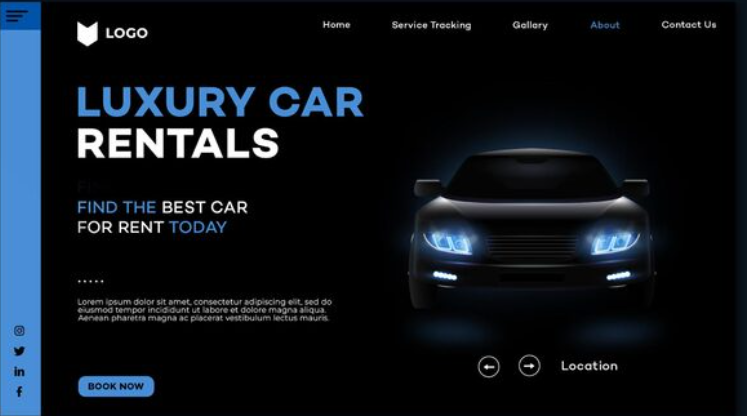 LOGO
Home
Service Tracking
Gallary
About
Contact Us
LUXURY CAR
RENTALS
FIND THE BEST CAR
FOR RENT TODAY
Lorem ipsum dolor sit amet, consectetur adipiscing elit, sed do
eiusmod tempor incididunt ut labore et dolore magna aliqua.
Aenean pharetra magna ac placerat vestibulum lectus mauris.
Location
BOOK NOW